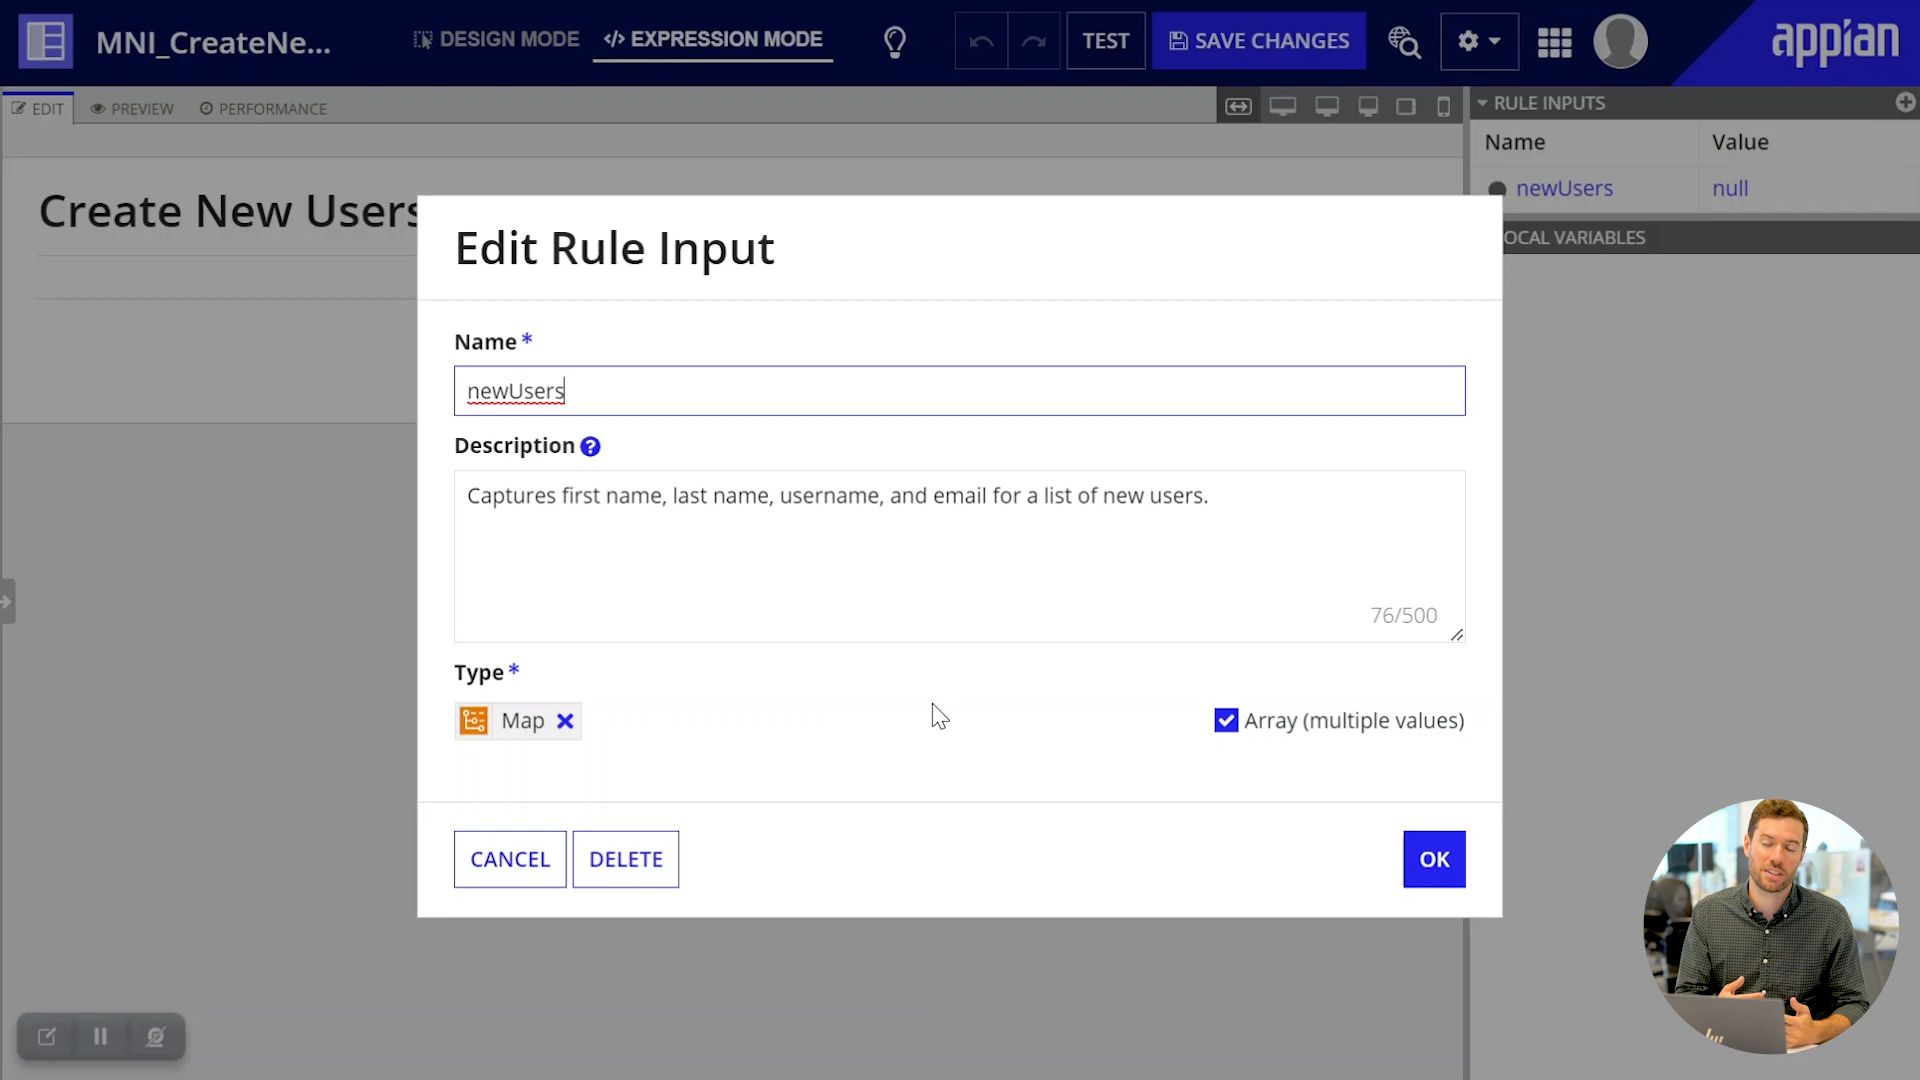 MNI_CreateNe...
DESIGN MODE
EXPRESSION MODE
TEST
SAVE CHANGES
appian
EDIT
PREVIEW
PERFORMANCE
RULE INPUTS
Name
Value
newUsers
null
OCAL VARIABLES
Create New Users
Edit Rule Input
Name *
newUsers
Description ?
Captures first name, last name, username, and email for a list of new users.
76/500
Type *
Map
Array (multiple values)
CANCEL
DELETE
OK
hp